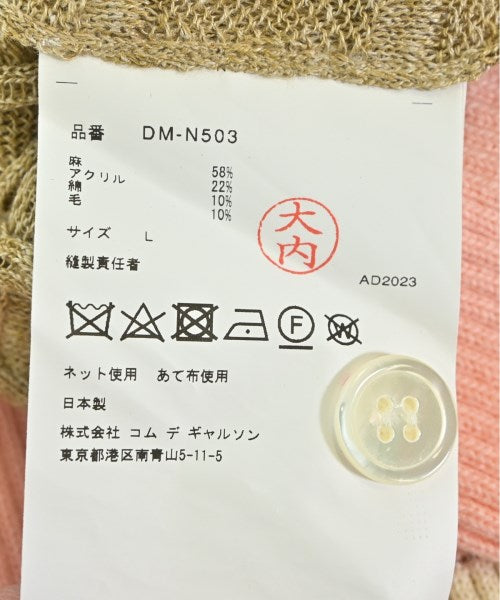 品番 DM-N503
麻 58%
アクリル 22%
綿 10%
毛 10%
サイズ L
大内
縫製責任者
AD2023
F W
ネット使用 あて布使用
日本製
株式会社 コム デ ギャルソン
東京都港区南青山5-11-5